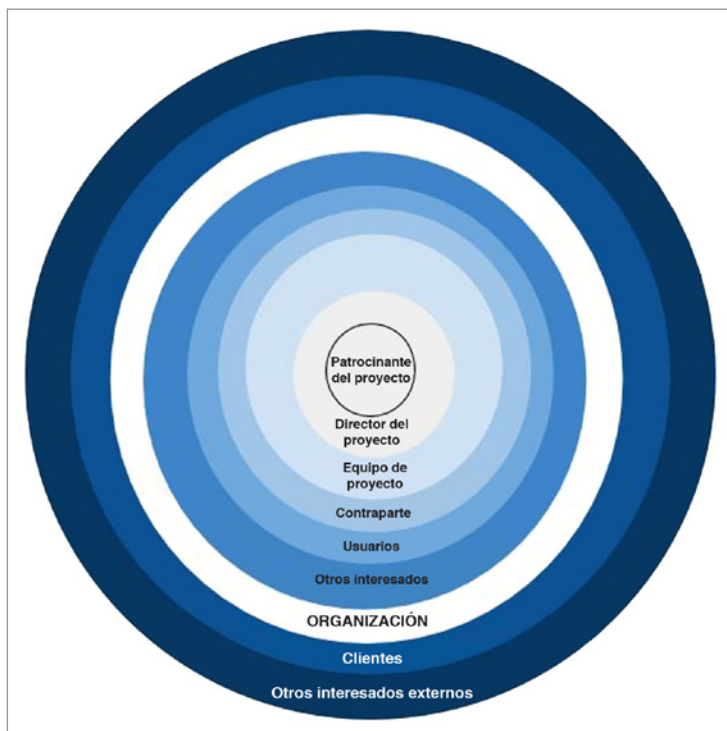 Patrocinante
del proyecto
Director del
proyecto
Equipo de
proyecto
Contraparte
Usuarios
Otros interesados
ORGANIZACIÓN
Clientes
Otros interesados externos